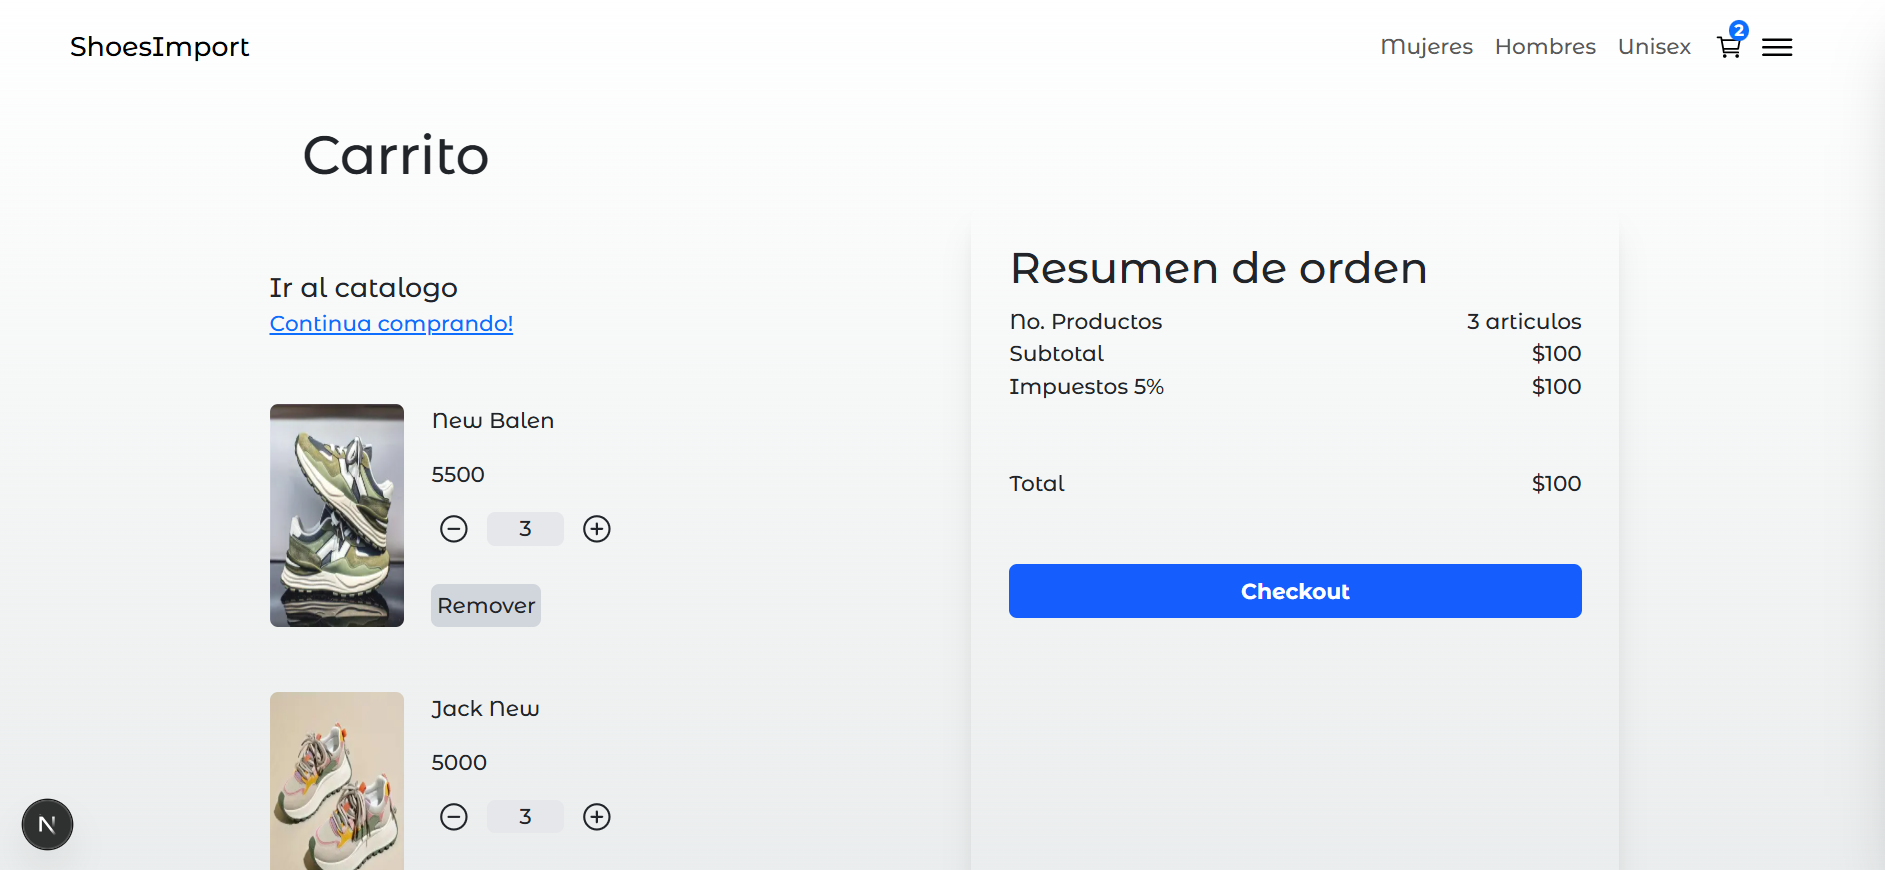 ShoesImport
Mujeres Hombres Unisex 2
Carrito
Ir al catalogo
Continua comprando!
New Balen
5500
3
Remover
Jack New
5000
3
Resumen de orden
No. Productos 3 articulos
Subtotal $100
Impuestos 5% $100
Total $100
Checkout
N